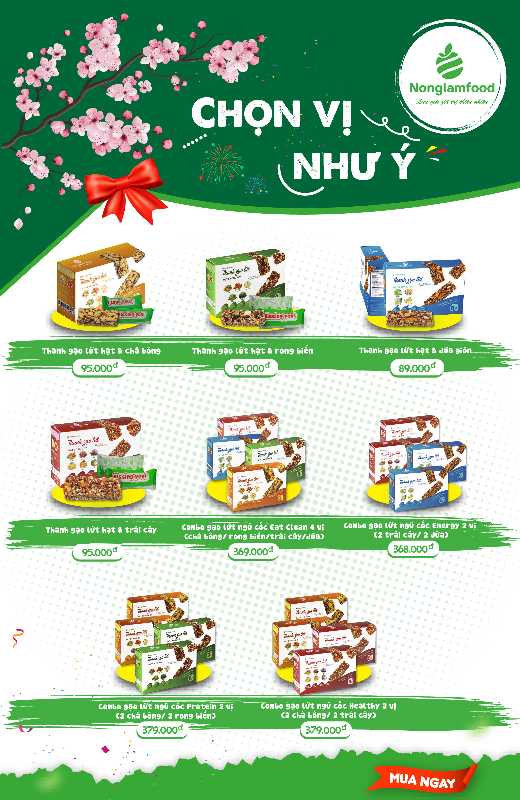 Nonglamfood
CHỌN VỊ
NHƯ Ý
Thanh gạo lứt hạt & chà bông
95.000đ
Thanh gạo lứt hạt & rong biển
95.000đ
Thanh gạo lứt hạt & dừa giòn
89.000đ
Thanh gạo lứt hạt & trái cây
95.000đ
Combo gạo lứt ngũ cốc Eat Clean 4 vị
(chà bông/ rong biển/trái cây/dừa)
369.000đ
Combo gạo lứt ngũ cốc Energy 2 vị
(2 trái cây/ 2 dừa)
368.000đ
Combo gạo lứt ngũ cốc Protein 2 vị
(2 chà bông/ 2 rong biển)
379.000đ
Combo gạo lứt ngũ cốc Healthy 2 vị
(2 chà bông/ 2 trái cây)
379.000đ
MUA NGAY